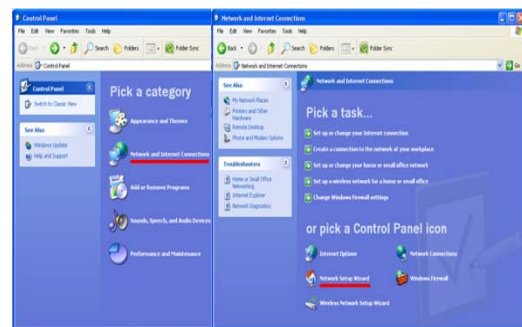 Control Panel
File Edit View Favorites Tools Help
Back Search Folders Folder Sync
Address Control Panel
Control Panel
Switch to Classic View
See Also
Windows Update
Help and Support
Pick a category
Appearance and Themes
Network and Internet Connections
Add or Remove Programs
Sounds, Speech, and Audio Devices
Performance and Maintenance
Network and Internet Connections
File Edit View Favorites Tools Help
Back Search Folders Folder Sync
Address Network and Internet Connections Go
See Also
My Network Places
Printers and Other Hardware
Remote Desktop
Phone and Modem Options
Troubleshooters
Home or Small Office Networking
Internet Explorer
Network Diagnostics
Network and Internet Connections
Pick a task...
Set up or change your Internet connection
Create a connection to the network at your workplace
Set up or change your home or small office network
Set up a wireless network for a home or small office
Change Windows Firewall settings
or pick a Control Panel icon
Internet Options
Network Connections
Network Setup Wizard
Windows Firewall
Wireless Network Setup Wizard